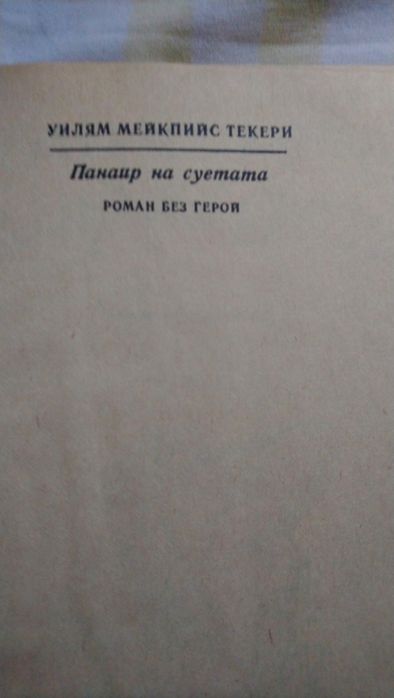 УИЛЯМ МЕЙКПИЙС ТЕКЕРИ
Панаир на суетата
РОМАН БЕЗ ГЕРОЙ